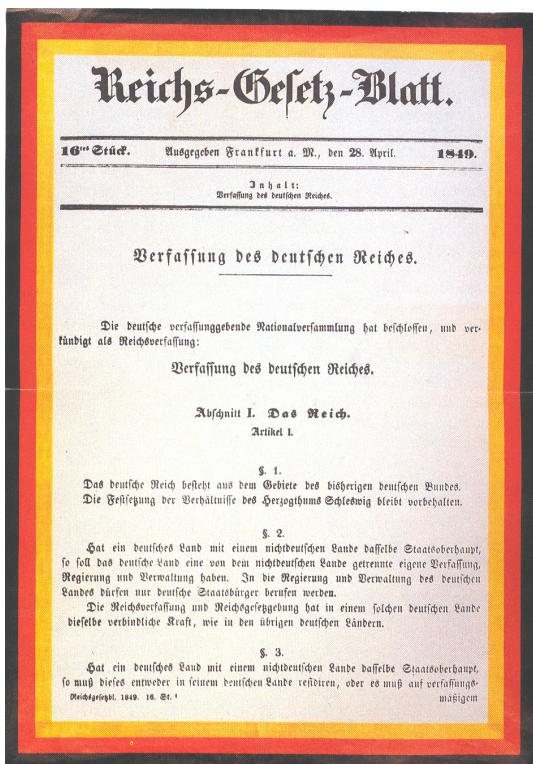 Reichs-Gesetz-Blatt.
16tes Stück. Ausgegeben Frankfurt a. M., den 28. April. 1849.
Inhalt:
Verfassung des deutschen Reiches.
Verfassung des deutschen Reiches.
Die deutsche verfassunggebende Nationalversammlung hat beschlossen, und ver-
kündigt als Reichsverfassung:
Verfassung des deutschen Reiches.
Abschnitt I. Das Reich.
Artikel I.
§. 1.
Das deutsche Reich besteht aus dem Gebiete des bisherigen deutschen Bundes.
Die Festsetzung der Verhältnisse des Herzogthums Schleswig bleibt vorbehalten.
§. 2.
Hat ein deutsches Land mit einem nichtdeutschen Lande dasselbe Staatsoberhaupt,
so soll das deutsche Land eine von dem nichtdeutschen Lande getrennte eigene Verfassung,
Regierung und Verwaltung haben. In die Regierung und Verwaltung des deutschen
Landes dürfen nur deutsche Staatsbürger berufen werden.
Die Reichsverfassung und Reichsgesetzgebung hat in einem solchen deutschen Lande
dieselbe verbindliche Kraft, wie in den übrigen deutschen Ländern.
§. 3.
Hat ein deutsches Land mit einem nichtdeutschen Lande dasselbe Staatsoberhaupt,
so muß dieses entweder in seinem deutschen Lande residiren, oder es muß auf verfassungs-
Reichsgesetzbl. 1849. 16. St. mäßigem